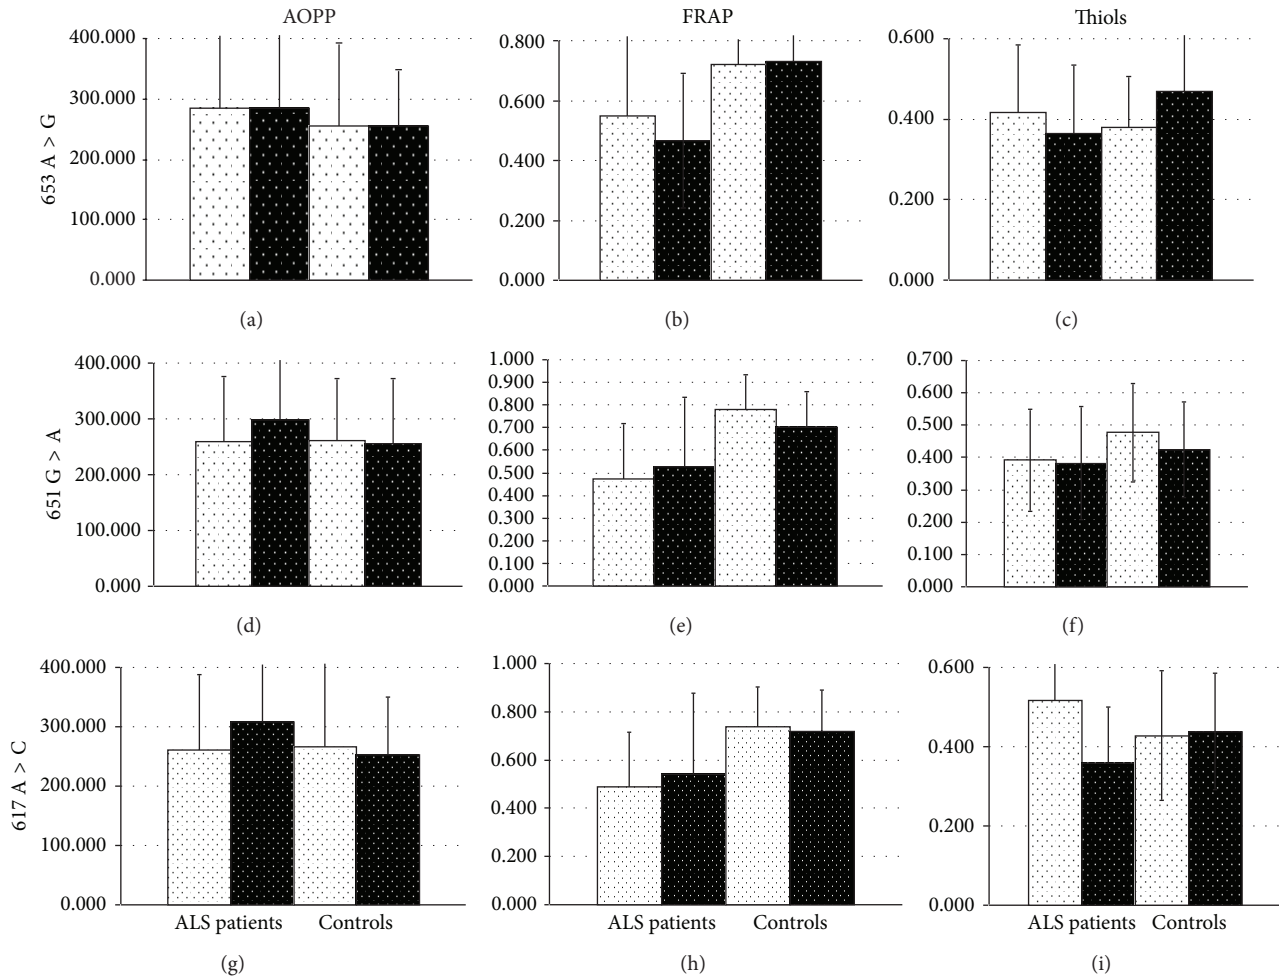 AOPP
FRAP
Thiols
653 A > G
400.000
300.000
200.000
100.000
0.000
(a)
0.800
0.600
0.400
0.200
0.000
(b)
0.600
0.400
0.200
0.000
(c)
651 G > A
400.000
300.000
200.000
100.000
0.000
(d)
1.000
0.900
0.800
0.700
0.600
0.500
0.400
0.300
0.200
0.100
0.000
(e)
0.700
0.600
0.500
0.400
0.300
0.200
0.100
0.000
(f)
617 A > C
400.000
300.000
200.000
100.000
0.000
ALS patients Controls
(g)
1.000
0.800
0.600
0.400
0.200
0.000
ALS patients Controls
(h)
0.600
0.400
0.200
0.000
ALS patients Controls
(i)